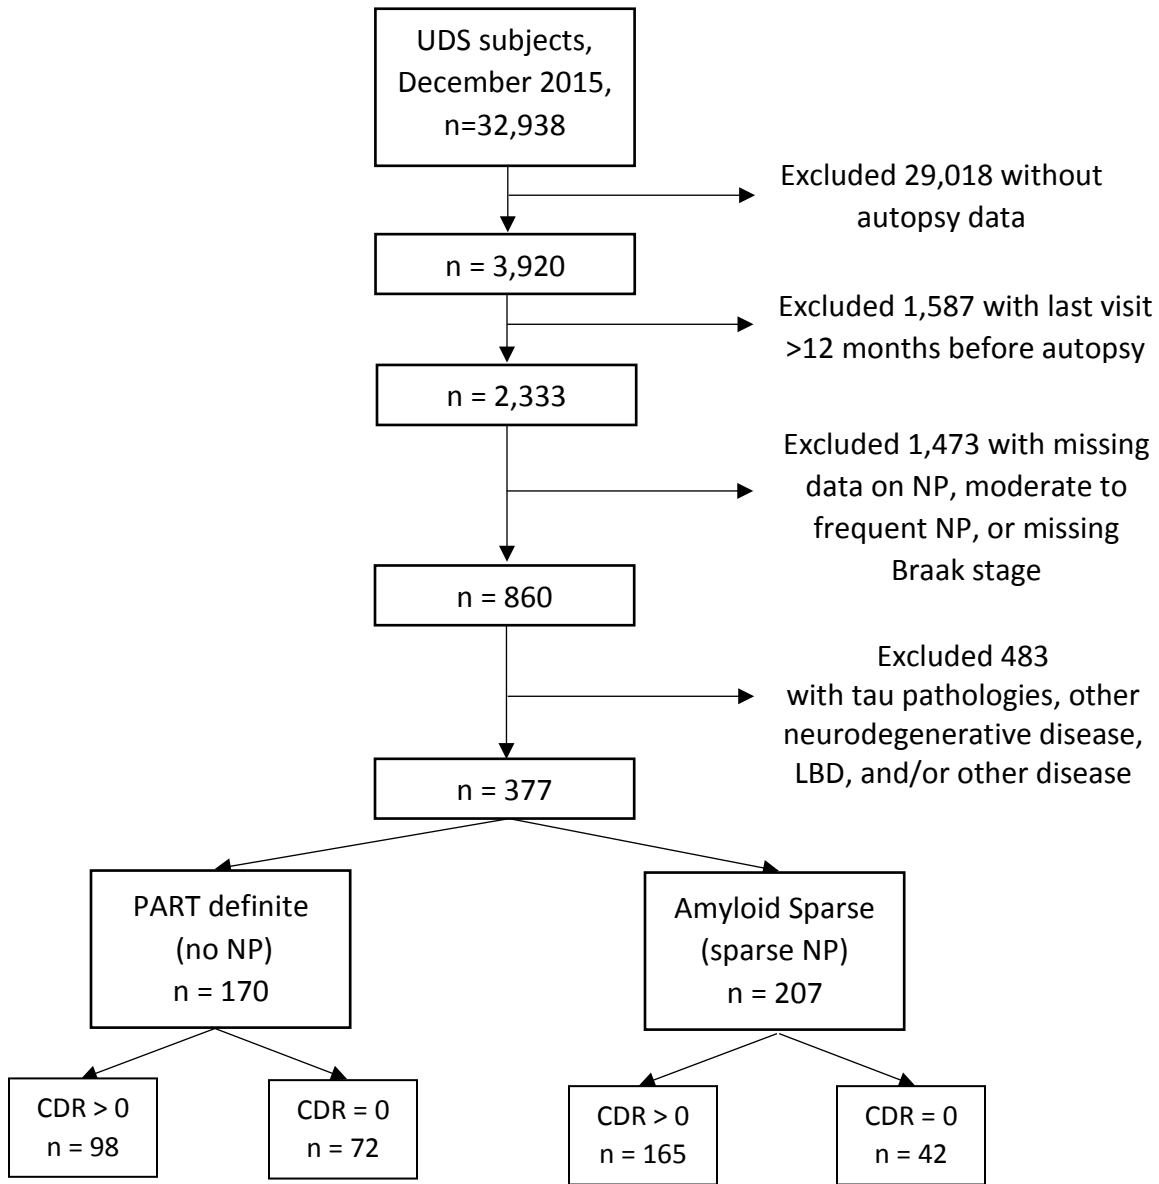 UDS subjects,
December 2015,
n=32,938
Excluded 29,018 without
autopsy data
n = 3,920
Excluded 1,587 with last visit
>12 months before autopsy
n = 2,333
Excluded 1,473 with missing
data on NP, moderate to
frequent NP, or missing
Braak stage
n = 860
Excluded 483
with tau pathologies, other
neurodegenerative disease,
LBD, and/or other disease
n = 377
PART definite
(no NP)
n = 170
Amyloid Sparse
(sparse NP)
n = 207
CDR > 0
n = 98
CDR = 0
n = 72
CDR > 0
n = 165
CDR = 0
n = 42